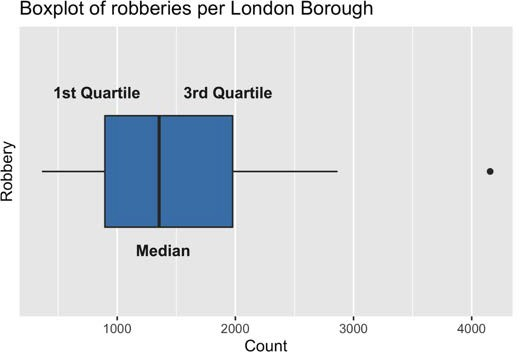 Boxplot of robberies per London Borough
1st Quartile 3rd Quartile
Robbery
Median
1000 2000 3000 4000
Count